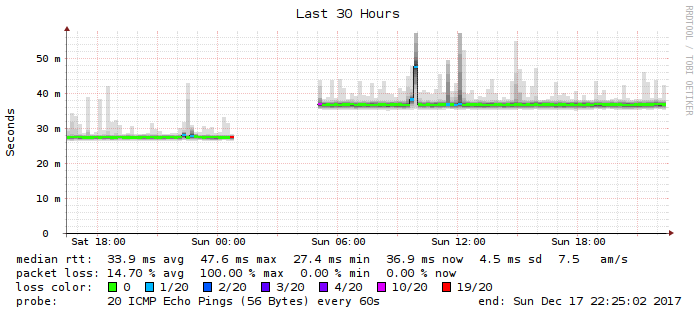 Last 30 Hours
RRDTOOL / TOBI OETIKER
Seconds
50 m
40 m
30 m
20 m
10 m
0
Sat 18:00 Sun 00:00 Sun 06:00 Sun 12:00 Sun 18:00
median rtt: 33.9 ms avg 47.6 ms max 27.4 ms min 36.9 ms now 4.5 ms sd 7.5 am/s
packet loss: 14.70 % avg 100.00 % max 0.00 % min 0.00 % now
loss color: 0 1/20 2/20 3/20 4/20 10/20 19/20
probe: 20 ICMP Echo Pings (56 Bytes) every 60s end: Sun Dec 17 22:25:02 2017